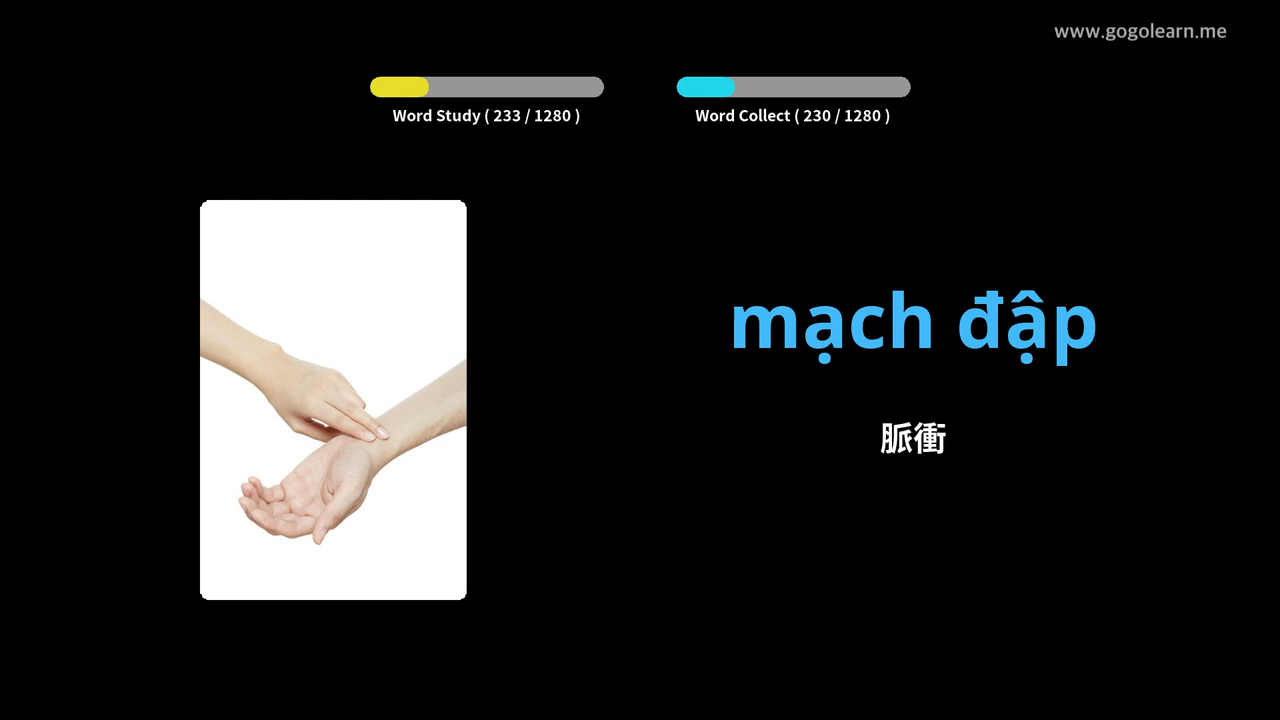 www.gogolearn.me
Word Study ( 233 / 1280 )
Word Collect ( 230 / 1280 )
mạch đập
脈衝